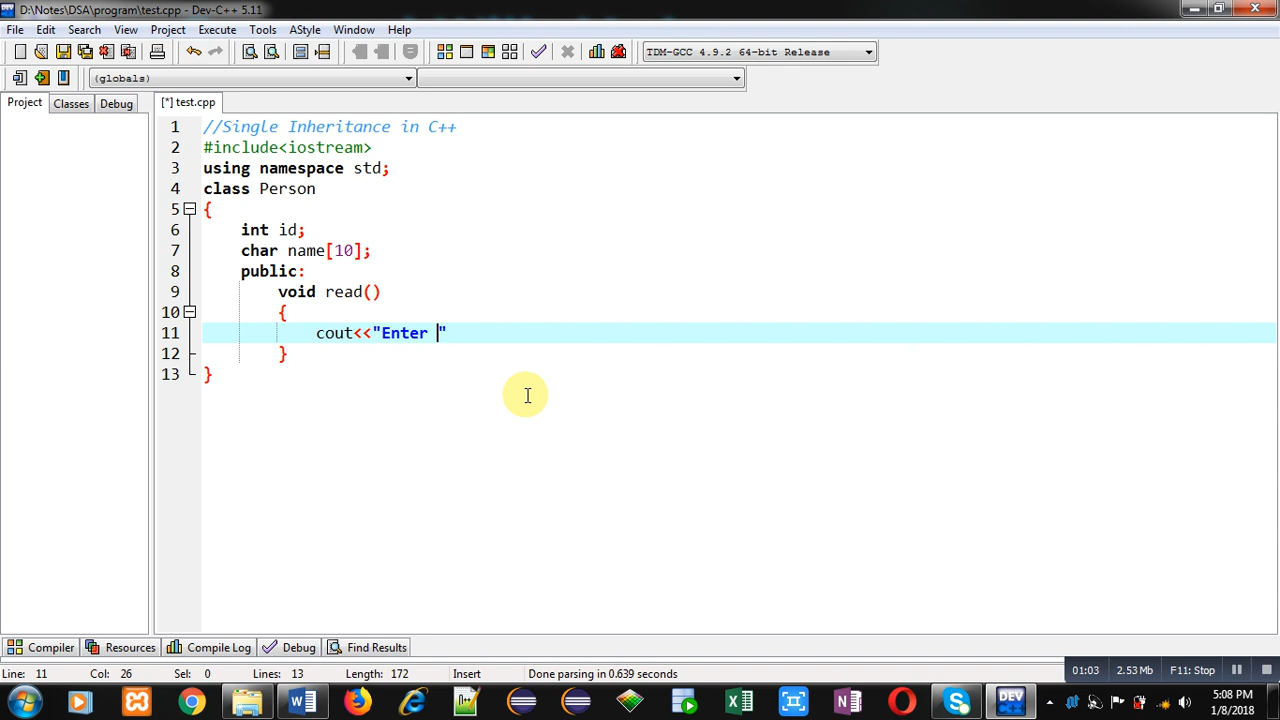 D:\Notes\DSA\program\test.cpp - Dev-C++ 5.11
File Edit Search View Project Execute Tools AStyle Window Help
TDM-GCC 4.9.2 64-bit Release
(globals)
Project Classes Debug [*] test.cpp
1 //Single Inheritance in C++
2 #include<iostream>
3 using namespace std;
4 class Person
5 {
6 int id;
7 char name[10];
8 public:
9 void read()
10 {
11 cout<<"Enter "
12 }
13 }
Compiler Resources Compile Log Debug Find Results
Line: 11 Col: 26 Sel: 0 Lines: 13 Length: 172 Insert Done parsing in 0.639 seconds
01:03 2.53 Mb F11: Stop
DEV C++
5:08 PM
1/8/2018